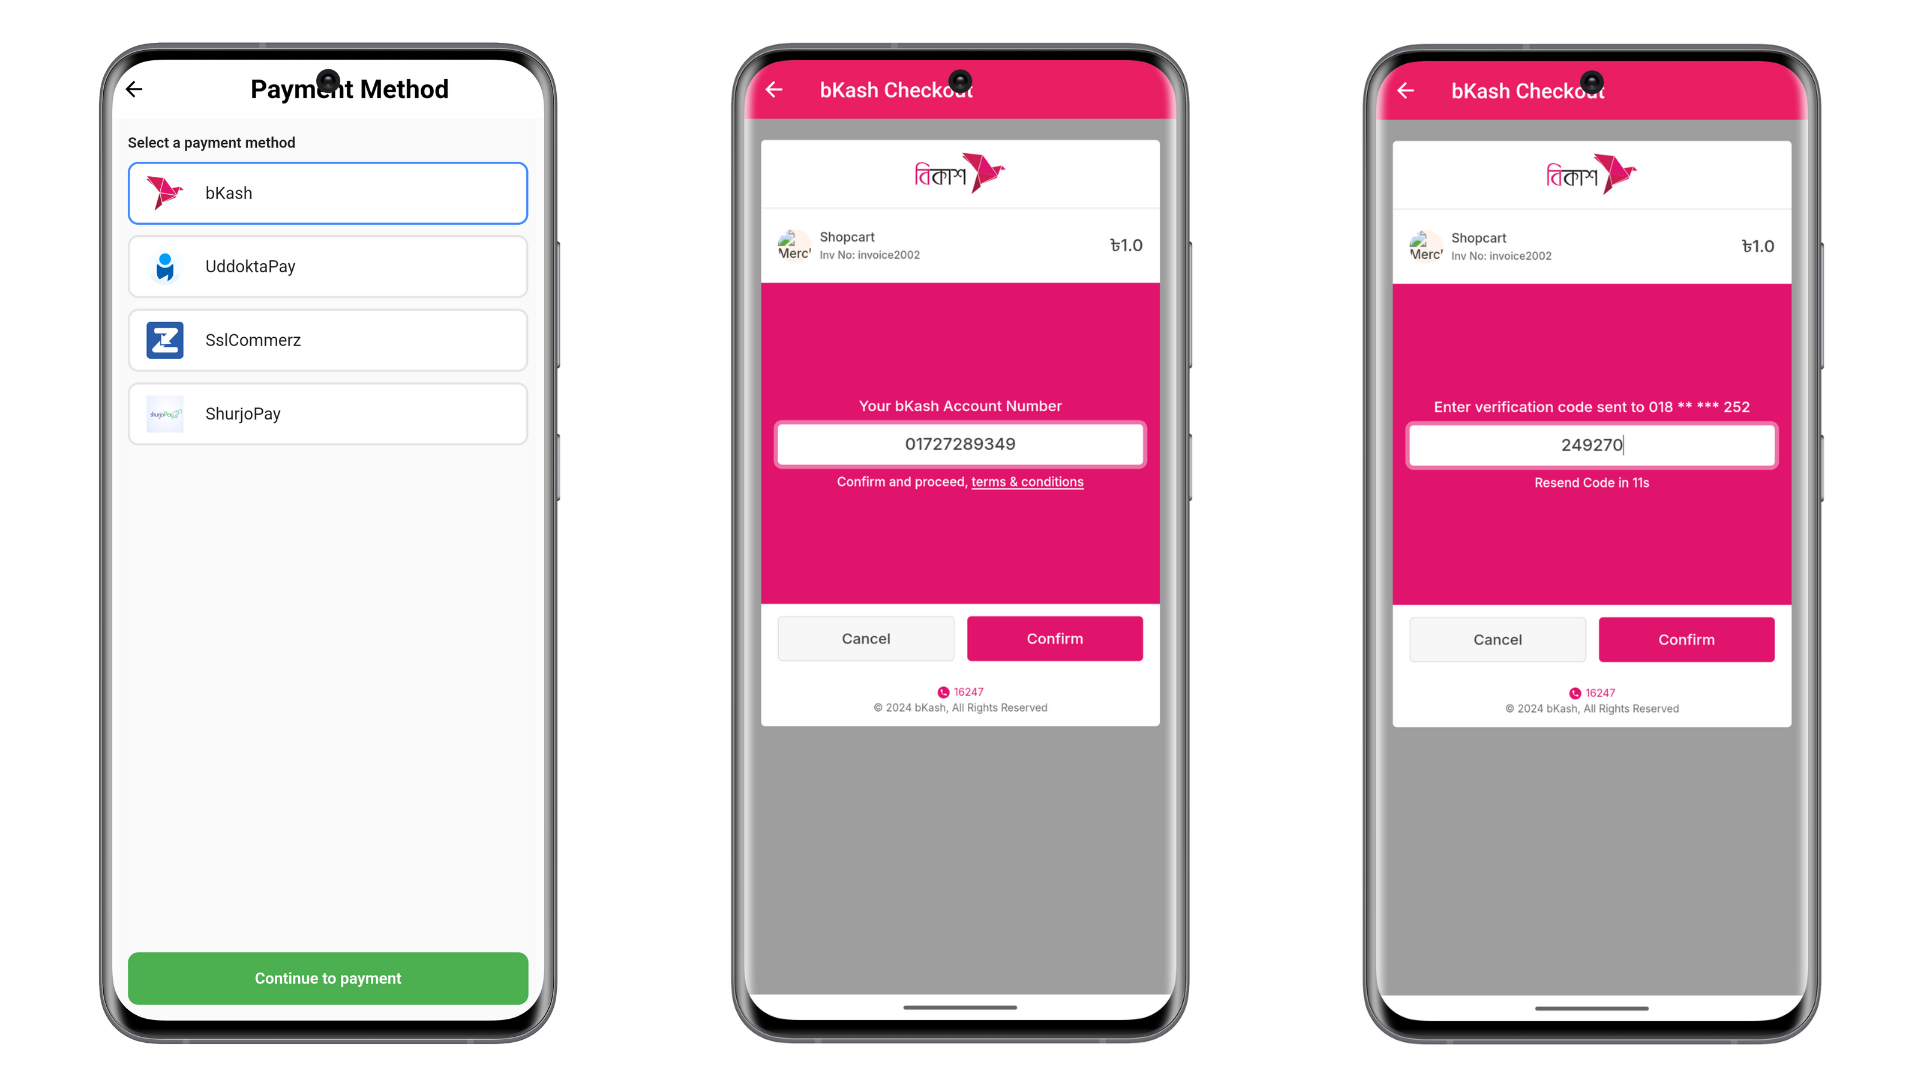 Payment Method
Select a payment method
bKash
UddoktaPay
SslCommerz
shurjoPay
ShurjoPay
Continue to payment
bKash Checkout
বিকাশ
Merc'
Shopcart
Inv No: invoice2002
৳1.0
Your bKash Account Number
01727289349
Confirm and proceed, terms & conditions
Cancel
Confirm
16247
© 2024 bKash, All Rights Reserved
bKash Checkout
বিকাশ
Merc'
Shopcart
Inv No: invoice2002
৳1.0
Enter verification code sent to 018 ** *** 252
249270
Resend Code in 11s
Cancel
Confirm
16247
© 2024 bKash, All Rights Reserved